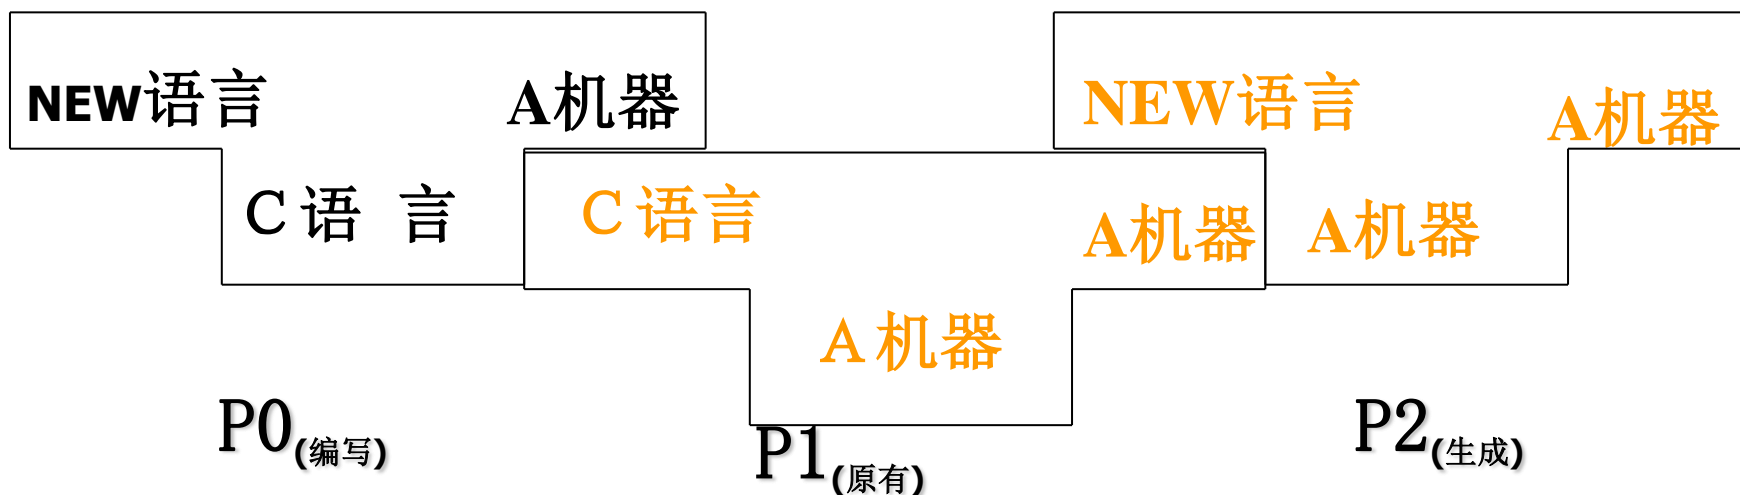 NEW语言 A机器 NEW语言 A机器
C语 言 C语言 A机器 A机器
A机器
P0(编写) P1(原有) P2(生成)